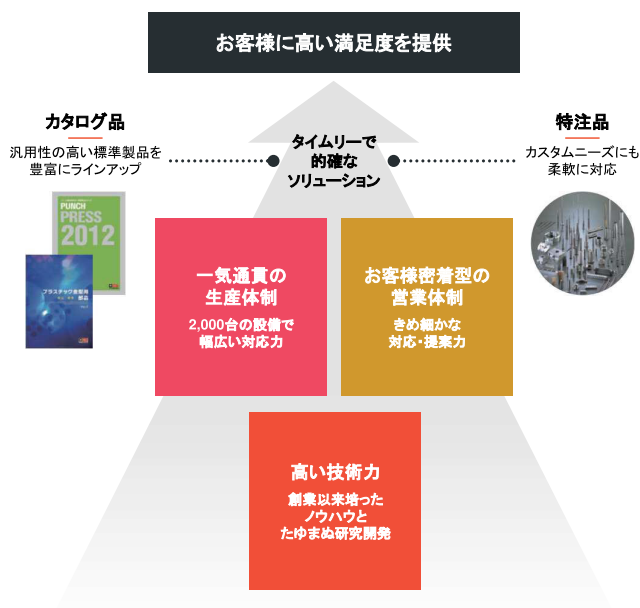 お客様に高い満足度を提供
カタログ品
汎用性の高い標準製品を
豊富にラインアップ
タイムリーで
的確な
ソリューション
特注品
カスタムニーズにも
柔軟に対応
PUNCH
PRESS
2012
プラスチック金型用
部品
一気通貫の
生産体制
2,000台の設備で
幅広い対応力
お客様密着型の
営業体制
きめ細かな
対応・提案力
高い技術力
創業以来培った
ノウハウと
たゆまぬ研究開発